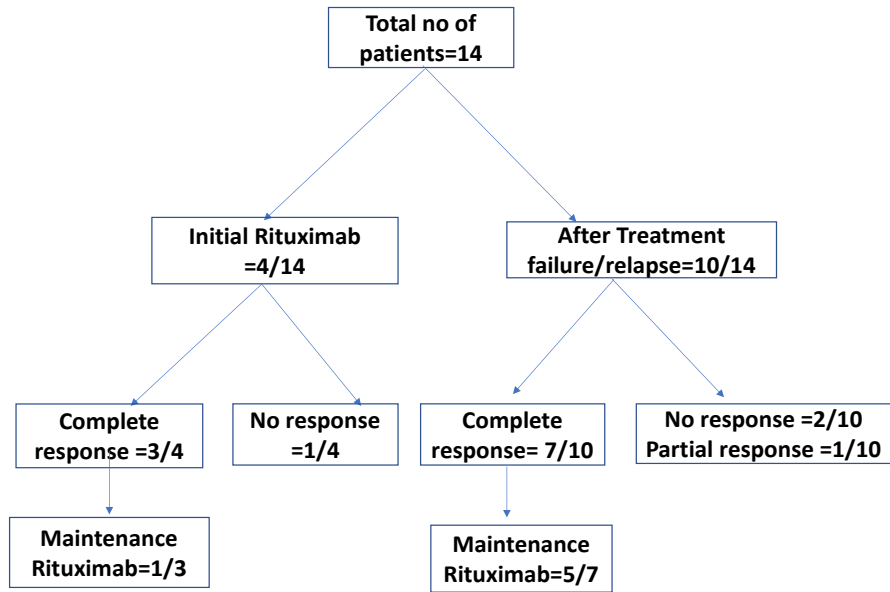 Total no of
patients=14
Initial Rituximab
=4/14
After Treatment
failure/relapse=10/14
Complete
response =3/4
No response
=1/4
Complete
response= 7/10
No response =2/10
Partial response =1/10
Maintenance
Rituximab=1/3
Maintenance
Rituximab=5/7